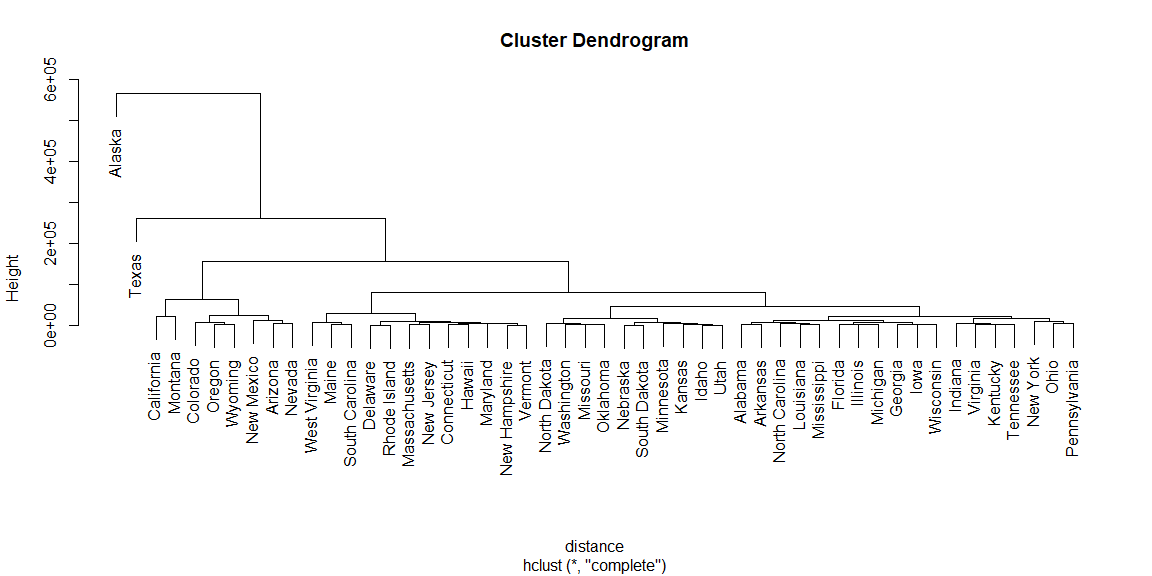 Cluster Dendrogram
Height
6e+05
4e+05
2e+05
0e+00
Alaska
Texas
California
Montana
Colorado
Oregon
Wyoming
New Mexico
Arizona
Nevada
West Virginia
Maine
South Carolina
Delaware
Rhode Island
Massachusetts
New Jersey
Connecticut
Hawaii
Maryland
New Hampshire
Vermont
North Dakota
Washington
Missouri
Oklahoma
Nebraska
South Dakota
Minnesota
Kansas
Idaho
Utah
Alabama
Arkansas
North Carolina
Louisiana
Mississippi
Florida
Illinois
Michigan
Georgia
Iowa
Wisconsin
Indiana
Virginia
Kentucky
Tennessee
New York
Ohio
Pennsylvania
distance
hclust (*, "complete")